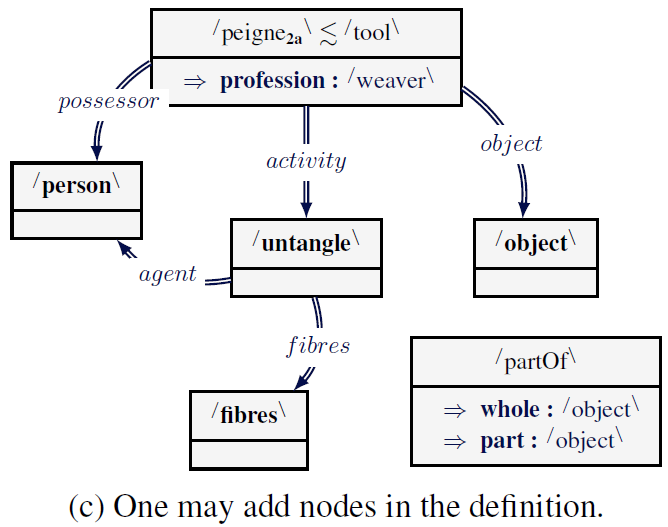 /peigne₂ₐ\ ≲ /tool\
⇒ profession : /weaver\
possessor
activity
object
/person\
/untangle\
/object\
agent
fibres
/partOf\
⇒ whole : /object\
⇒ part : /object\
/fibres\
(c) One may add nodes in the definition.